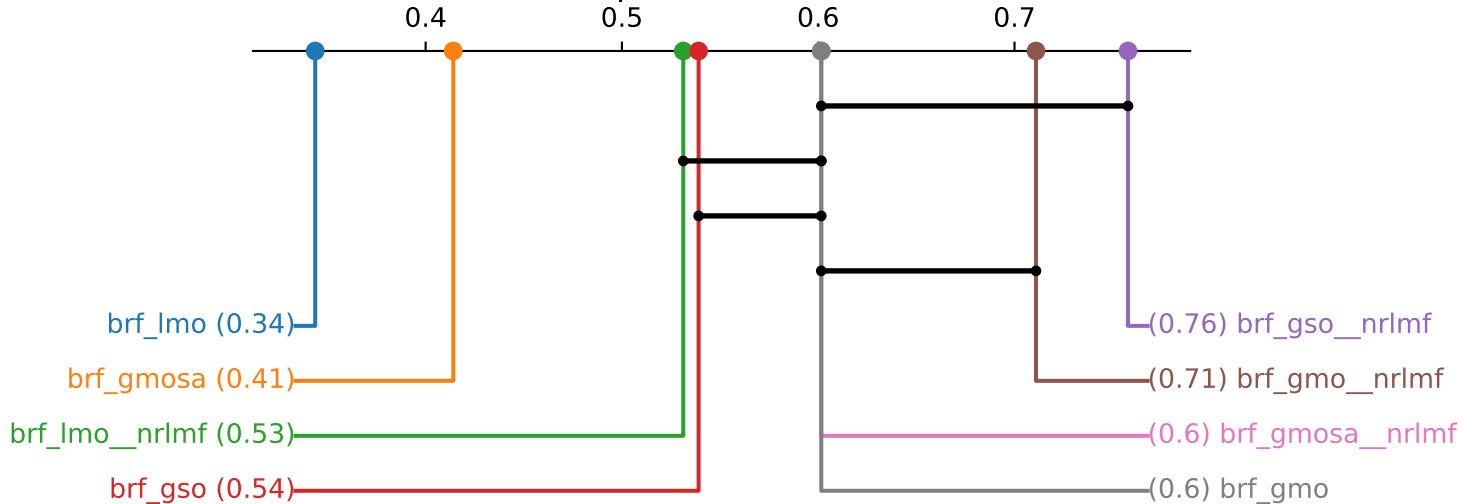 0.4 0.5 0.6 0.7
brf_lmo (0.34) (0.76) brf_gso__nrlmf
brf_gmosa (0.41) (0.71) brf_gmo__nrlmf
brf_lmo__nrlmf (0.53) (0.6) brf_gmosa__nrlmf
brf_gso (0.54) (0.6) brf_gmo